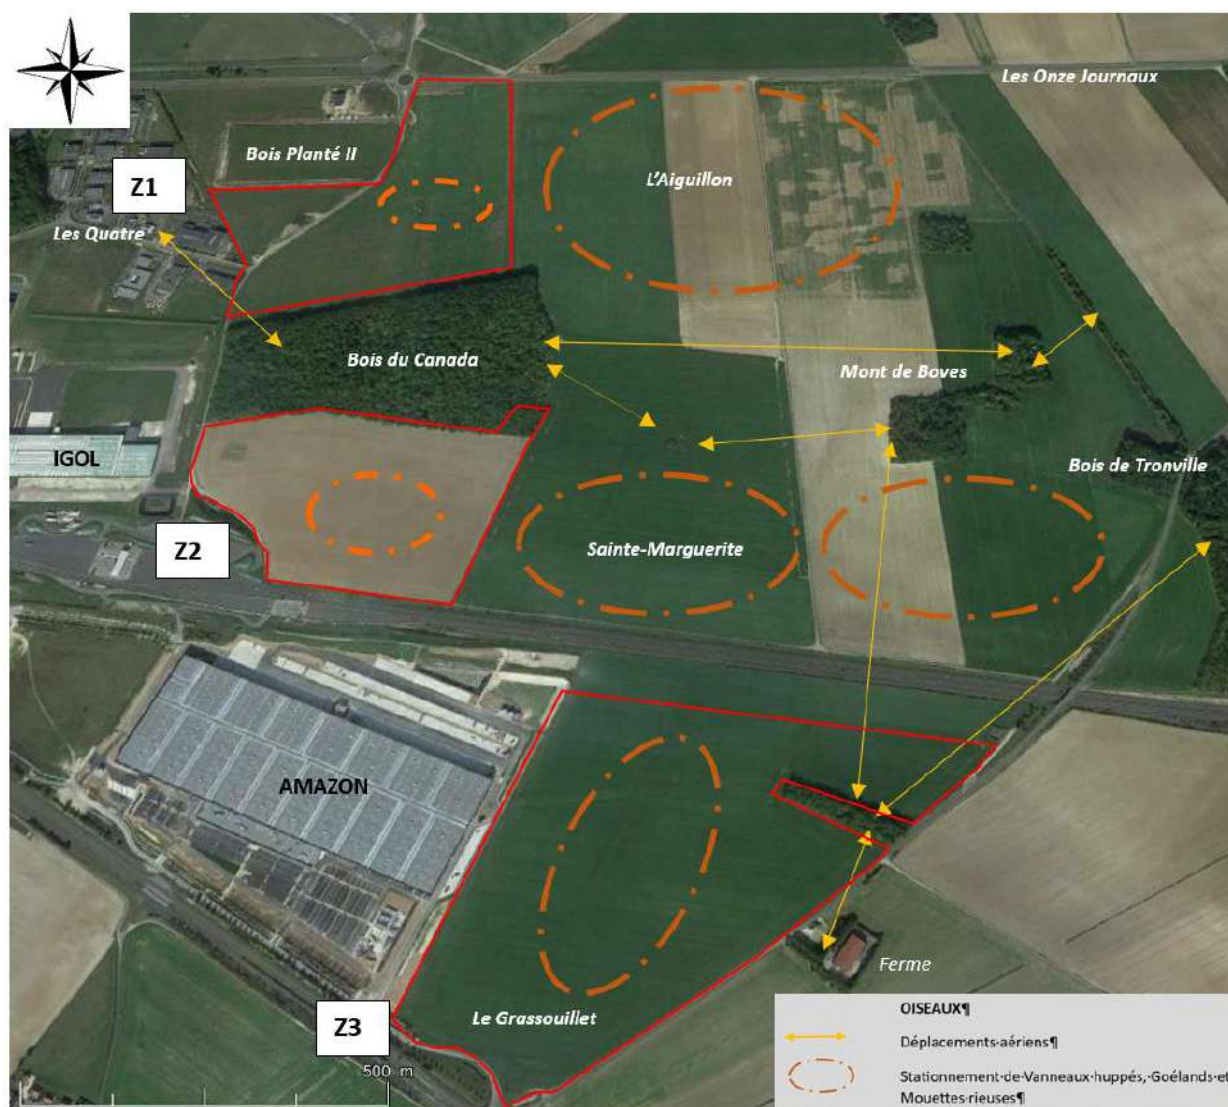 Les Onze Journaux
Bois Planté II
L'Aiguillon
Z1
Les Quatre
Bois du Canada
Mont de Boves
IGOL
Bois de Tronville
Z2
Sainte-Marguerite
AMAZON
Ferme
Le Grassouillet
Z3
500 m
OISEAUX¶
Déplacements·aériens¶
Stationnement·de·Vanneaux·huppés,·Goélands·et
Mouettes·rieuses¶